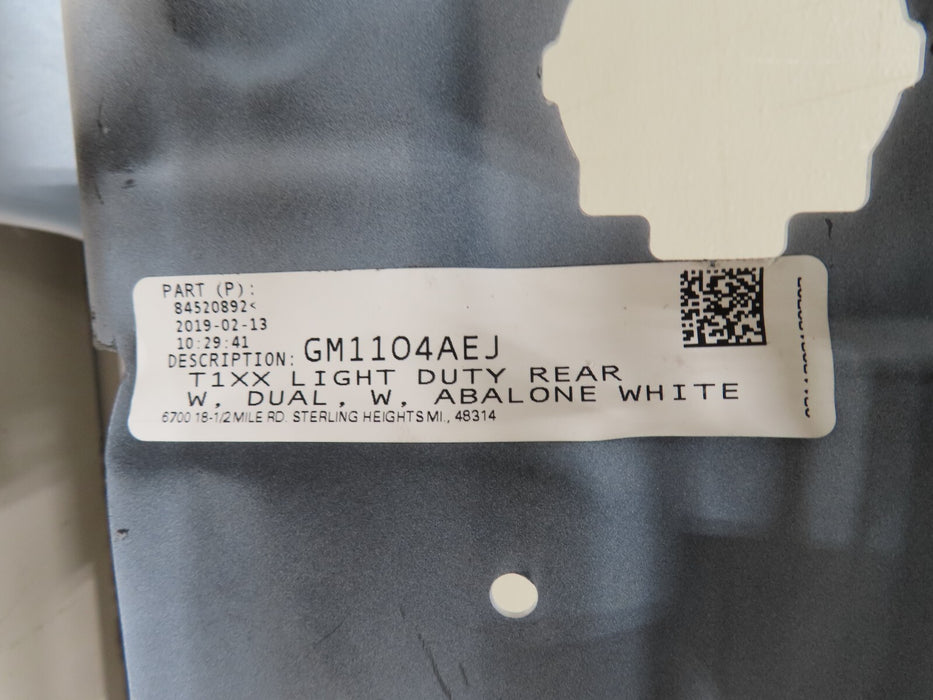 PART (P):
84520892<
2019-02-13
10:29:41
DESCRIPTION: GM1104AEJ
T1XX LIGHT DUTY REAR
W, DUAL, W, ABALONE WHITE
6700 18-1/2 MILE RD. STERLING HEIGHTS MI., 48314